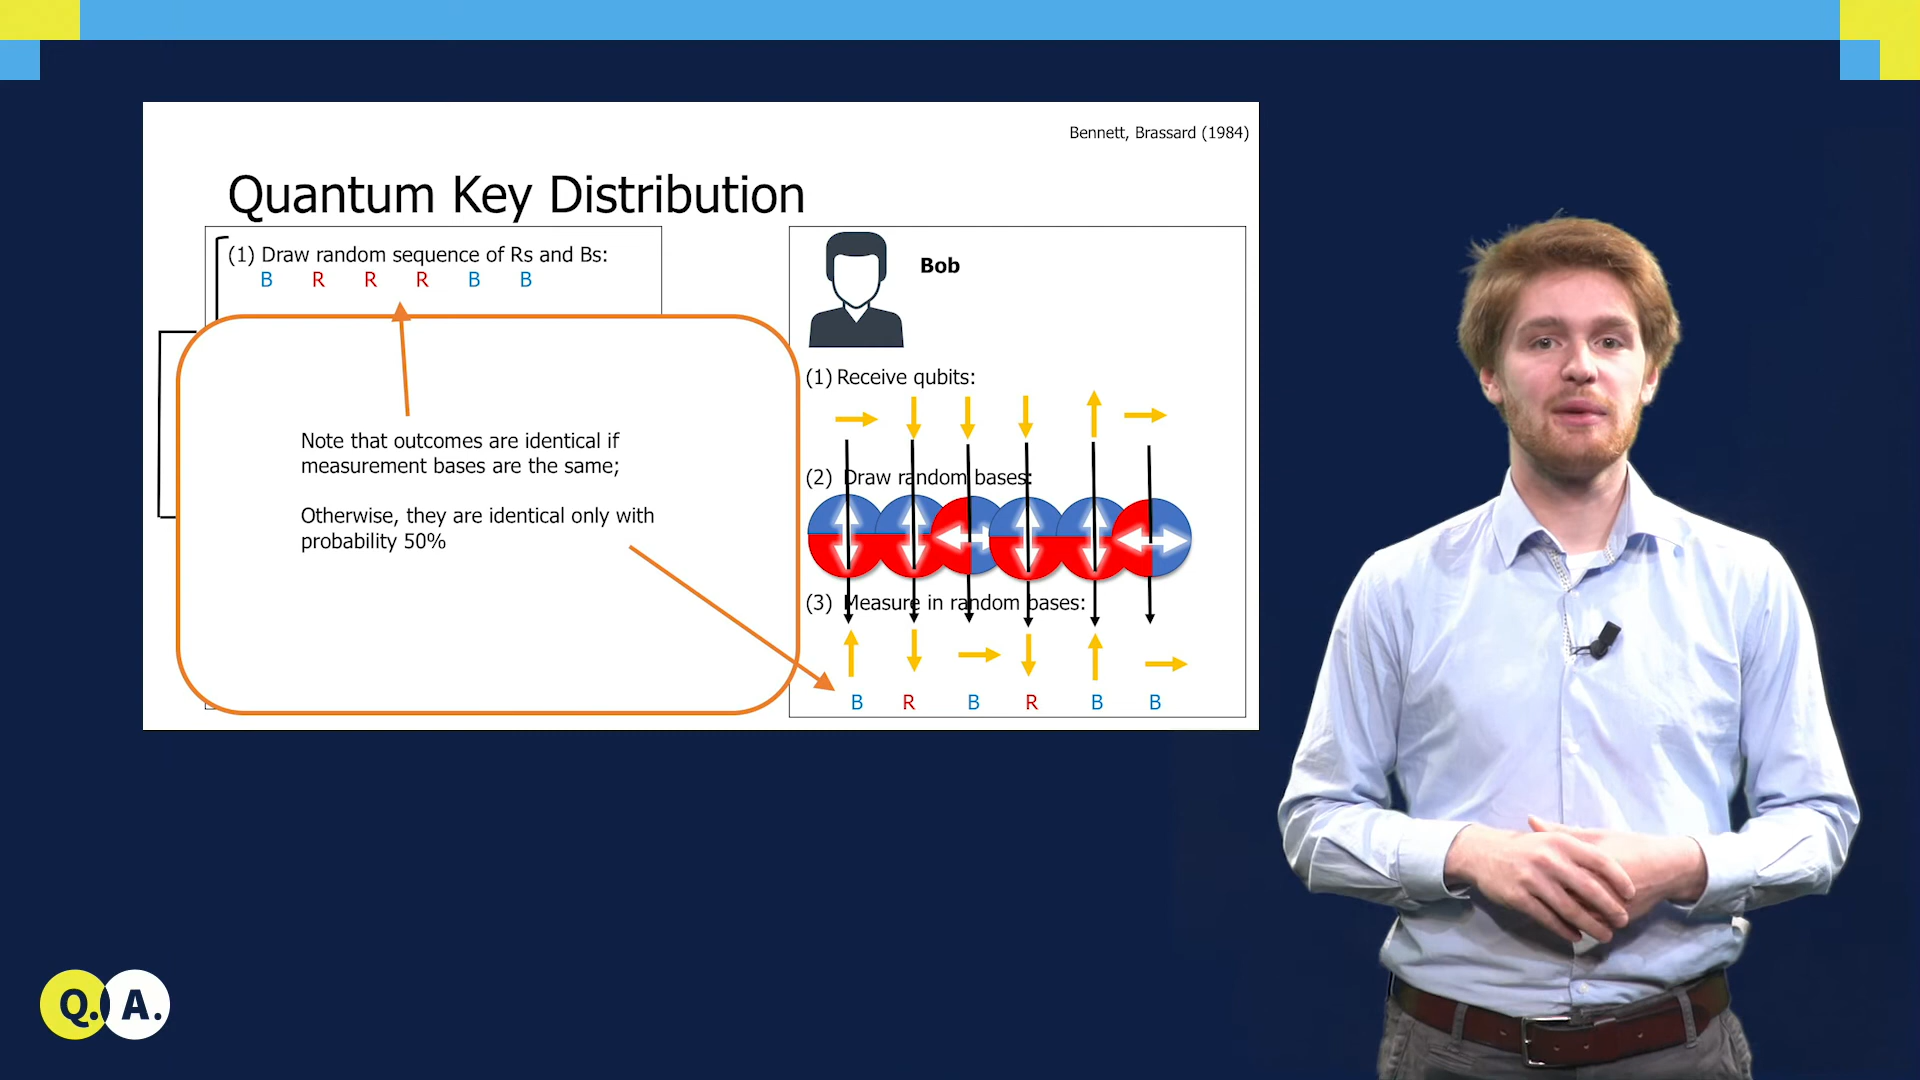 Bennett, Brassard (1984)
Quantum Key Distribution
(1) Draw random sequence of Rs and Bs:
B R R R B B
Note that outcomes are identical if
measurement bases are the same;
Otherwise, they are identical only with
probability 50%
Bob
(1) Receive qubits:
(2) Draw random bases:
(3) Measure in random bases:
B R B R B B
Q. A.